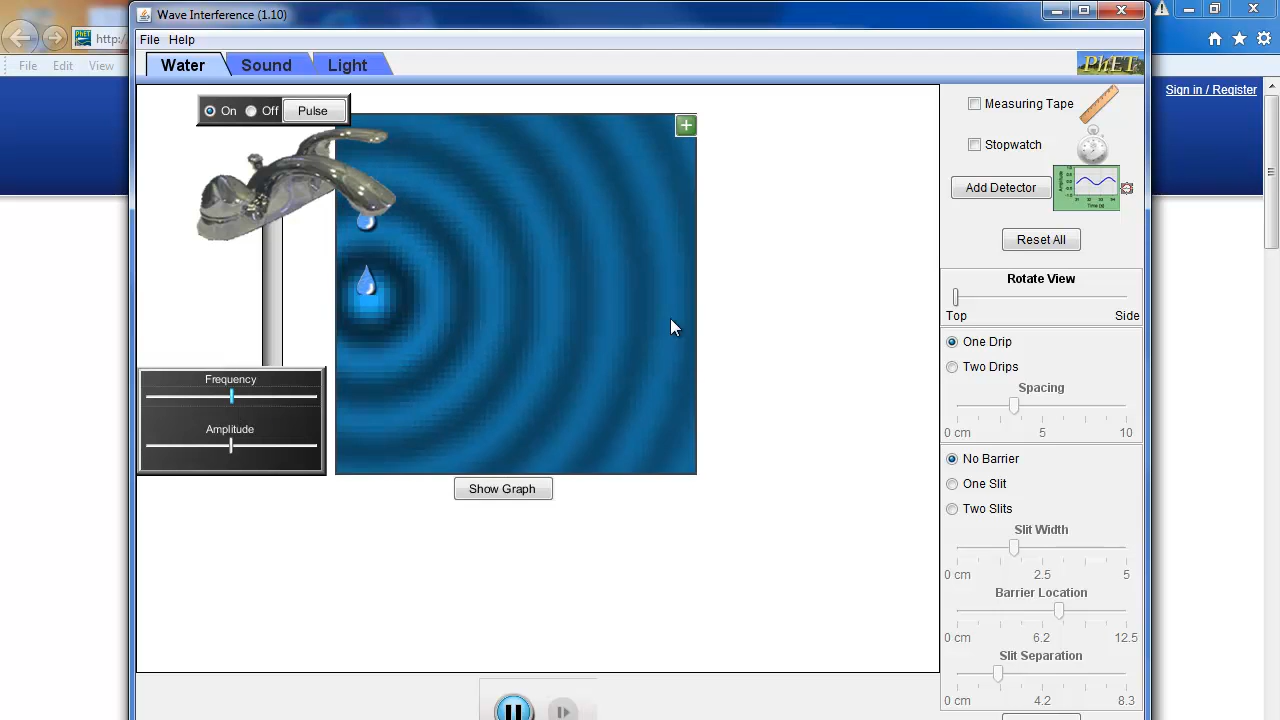 Wave Interference (1.10)
http:
File Edit View
File Help
Water Sound Light
PhET
Sign in / Register
On Off Pulse
Measuring Tape
Stopwatch
Add Detector
Reset All
Rotate View
Top Side
One Drip
Two Drips
Spacing
0 cm 5 10
Frequency
Amplitude
Show Graph
No Barrier
One Slit
Two Slits
Slit Width
0 cm 2.5 5
Barrier Location
0 cm 6.2 12.5
Slit Separation
0 cm 4.2 8.3